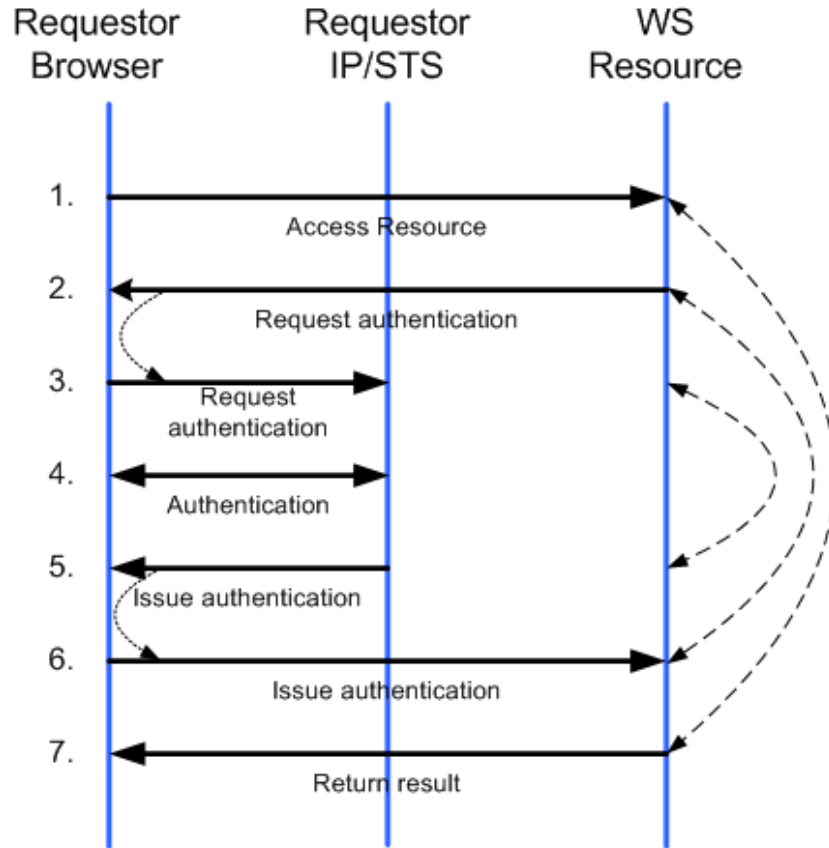 Requestor
Browser
Requestor
IP/STS
WS
Resource
1.
Access Resource
2.
Request authentication
3.
Request
authentication
4.
Authentication
5.
Issue authentication
6.
Issue authentication
7.
Return result